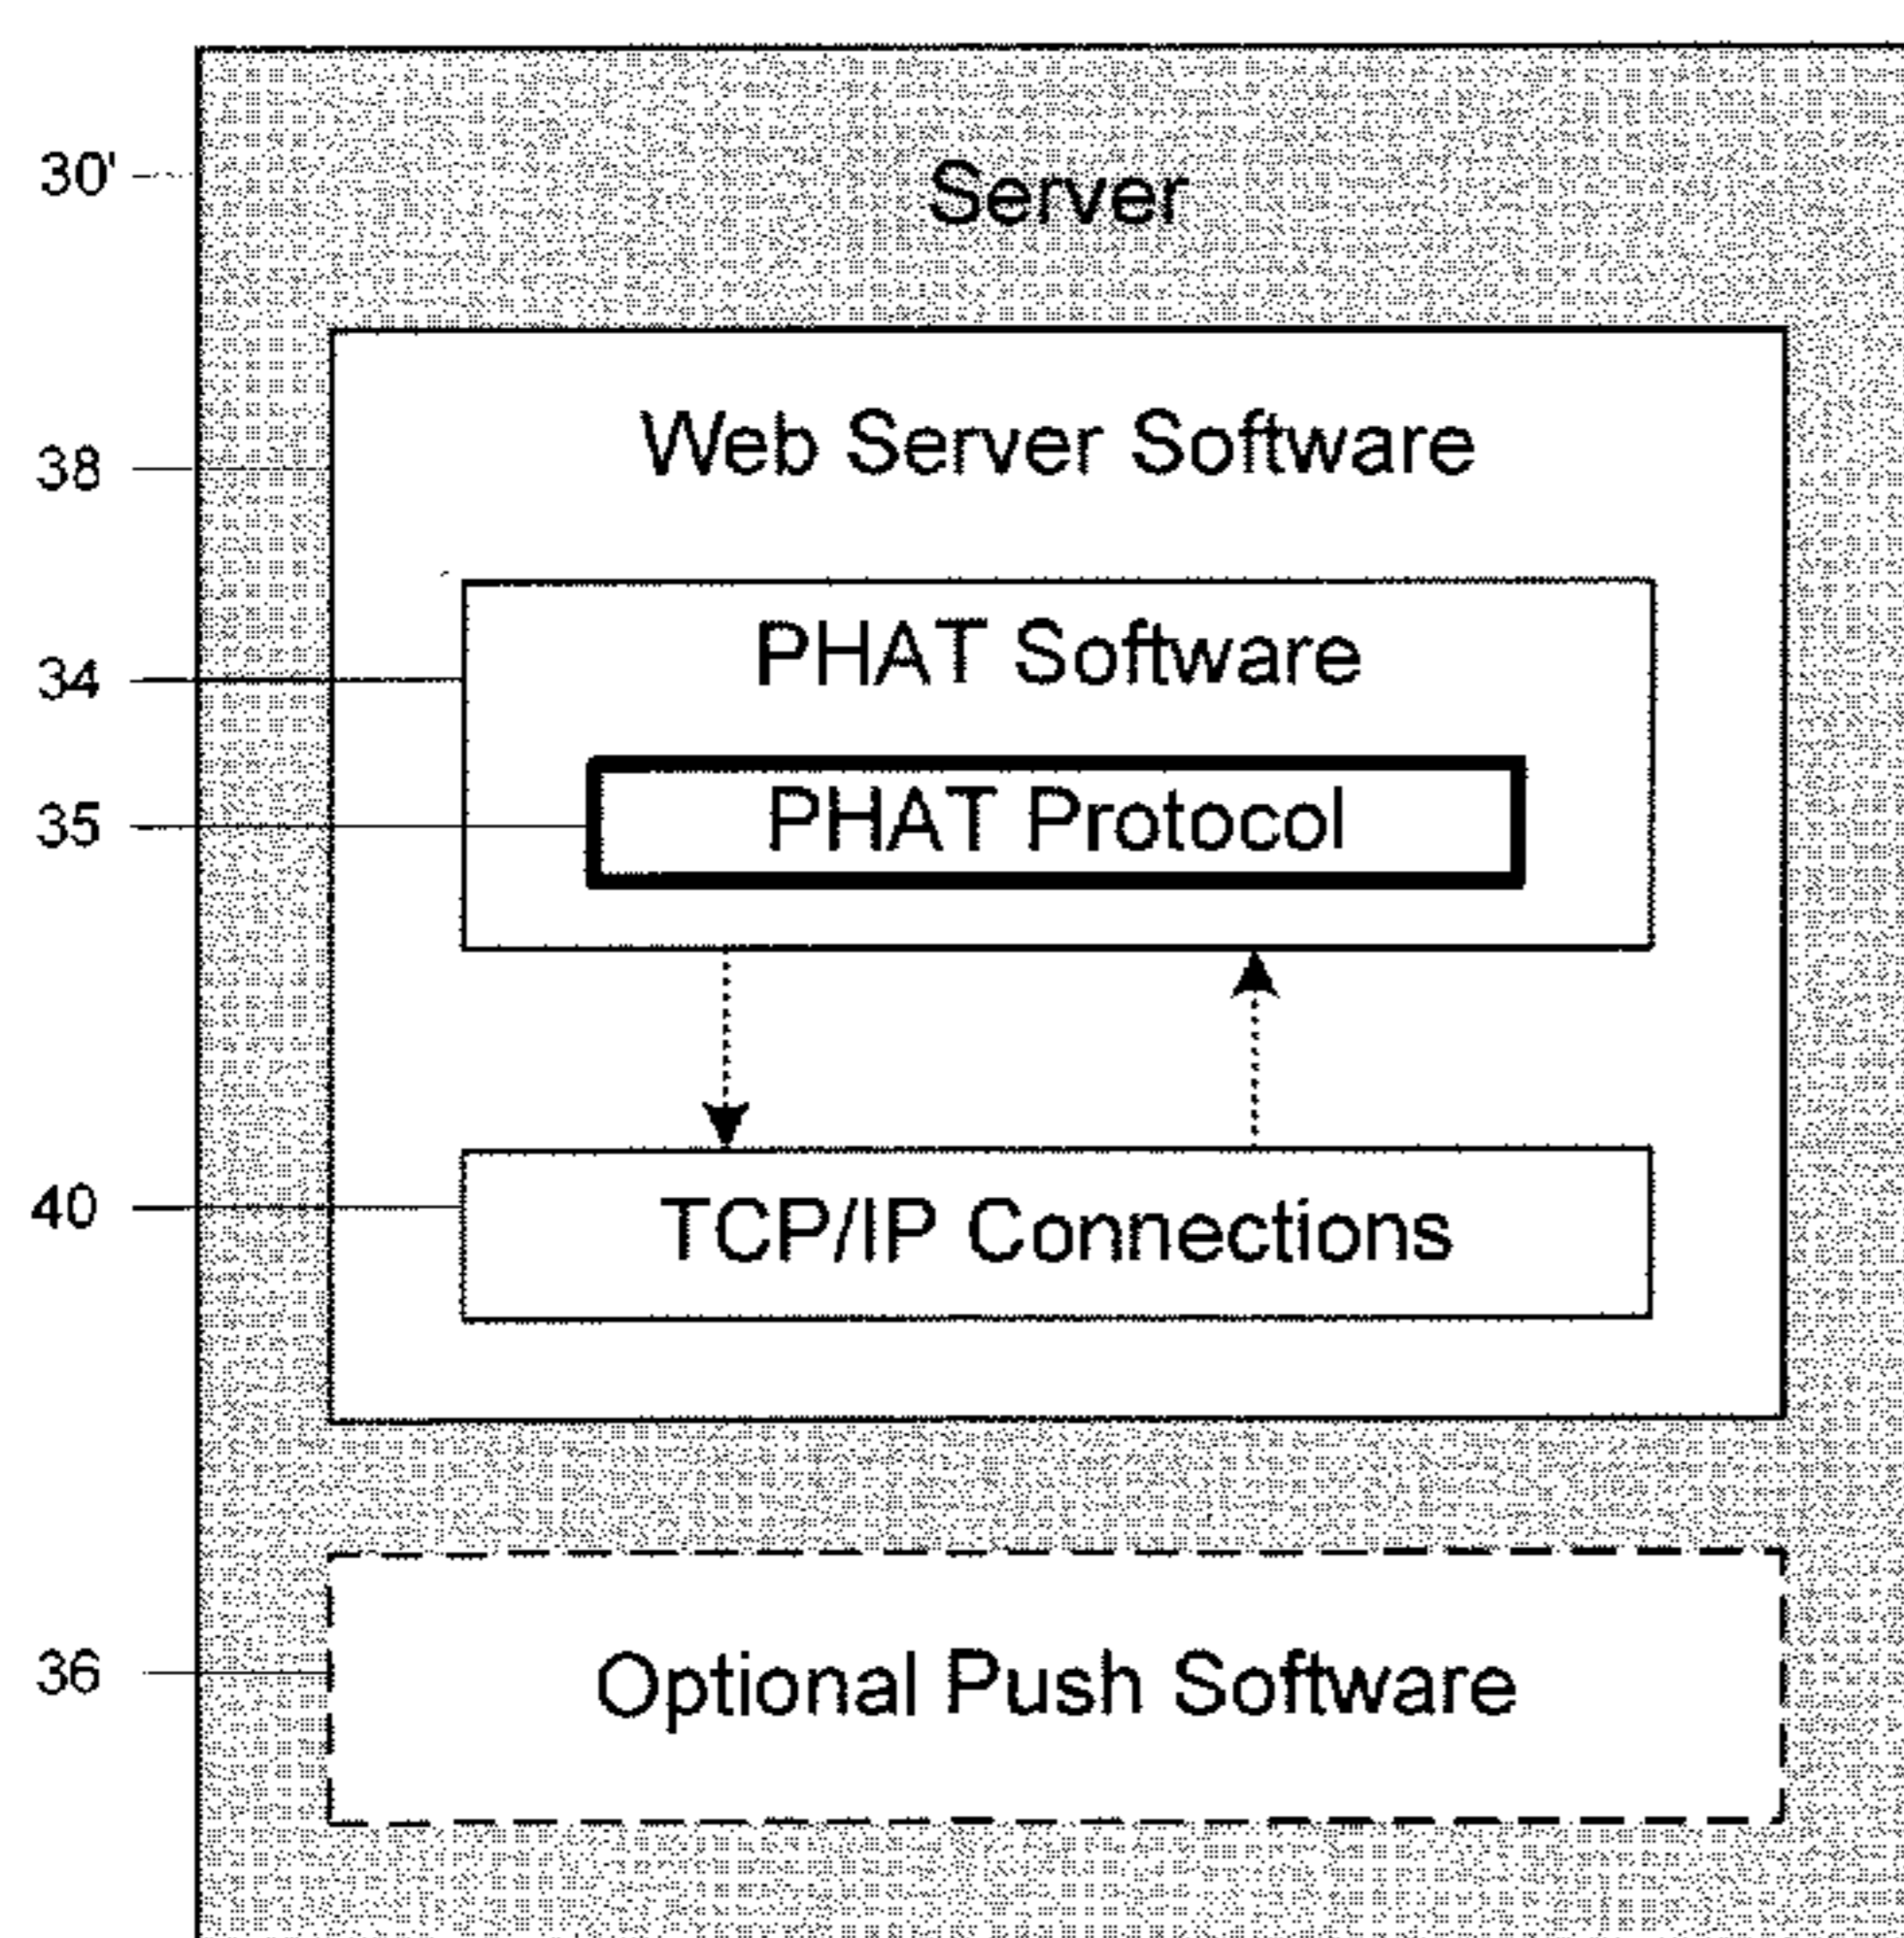 30'
Server
38
Web Server Software
34
PHAT Software
35
PHAT Protocol
40
TCP/IP Connections
36
Optional Push Software